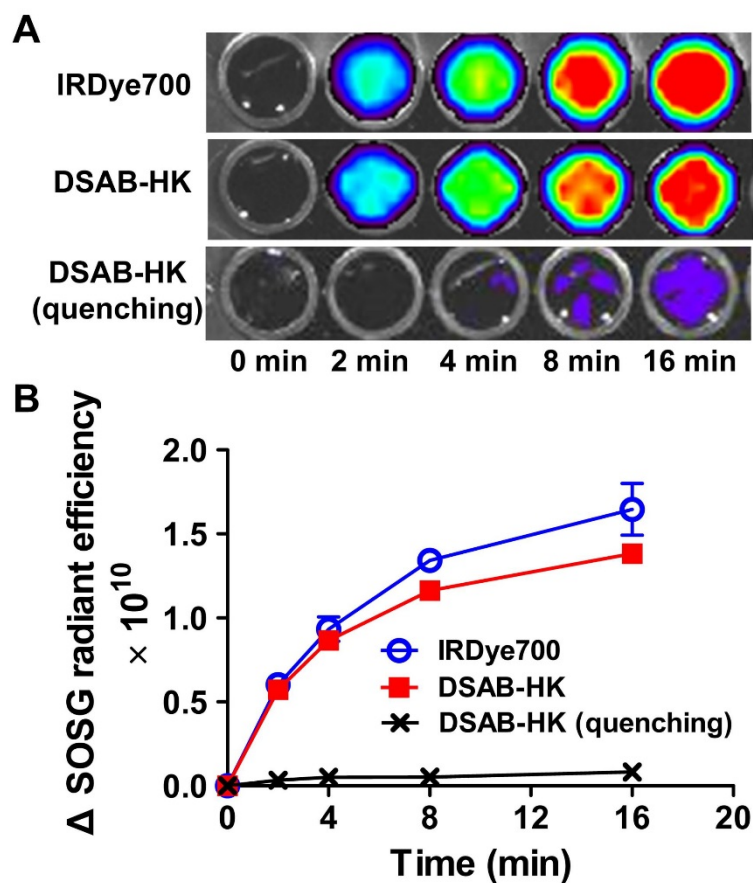 A
IRDye700
DSAB-HK
DSAB-HK
(quenching)
0 min 2 min 4 min 8 min 16 min
B
Δ SOSG radiant efficiency
× 10^10
2.0
1.5
1.0
0.5
0.0
IRDye700
DSAB-HK
DSAB-HK (quenching)
0 4 8 12 16 20
Time (min)